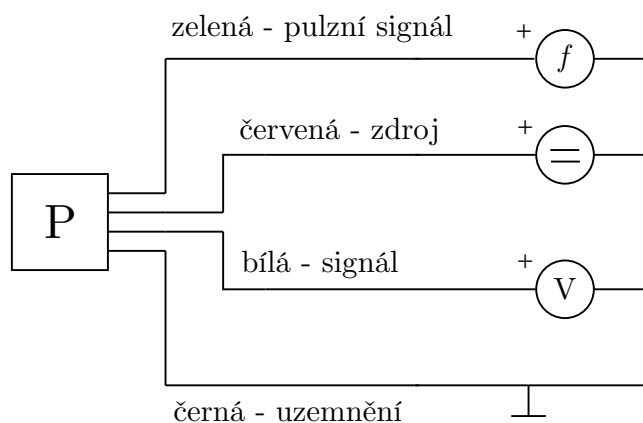 zelená - pulzní signál
+
f
červená - zdroj
+
=
P
bílá - signál
+
V
černá - uzemnění